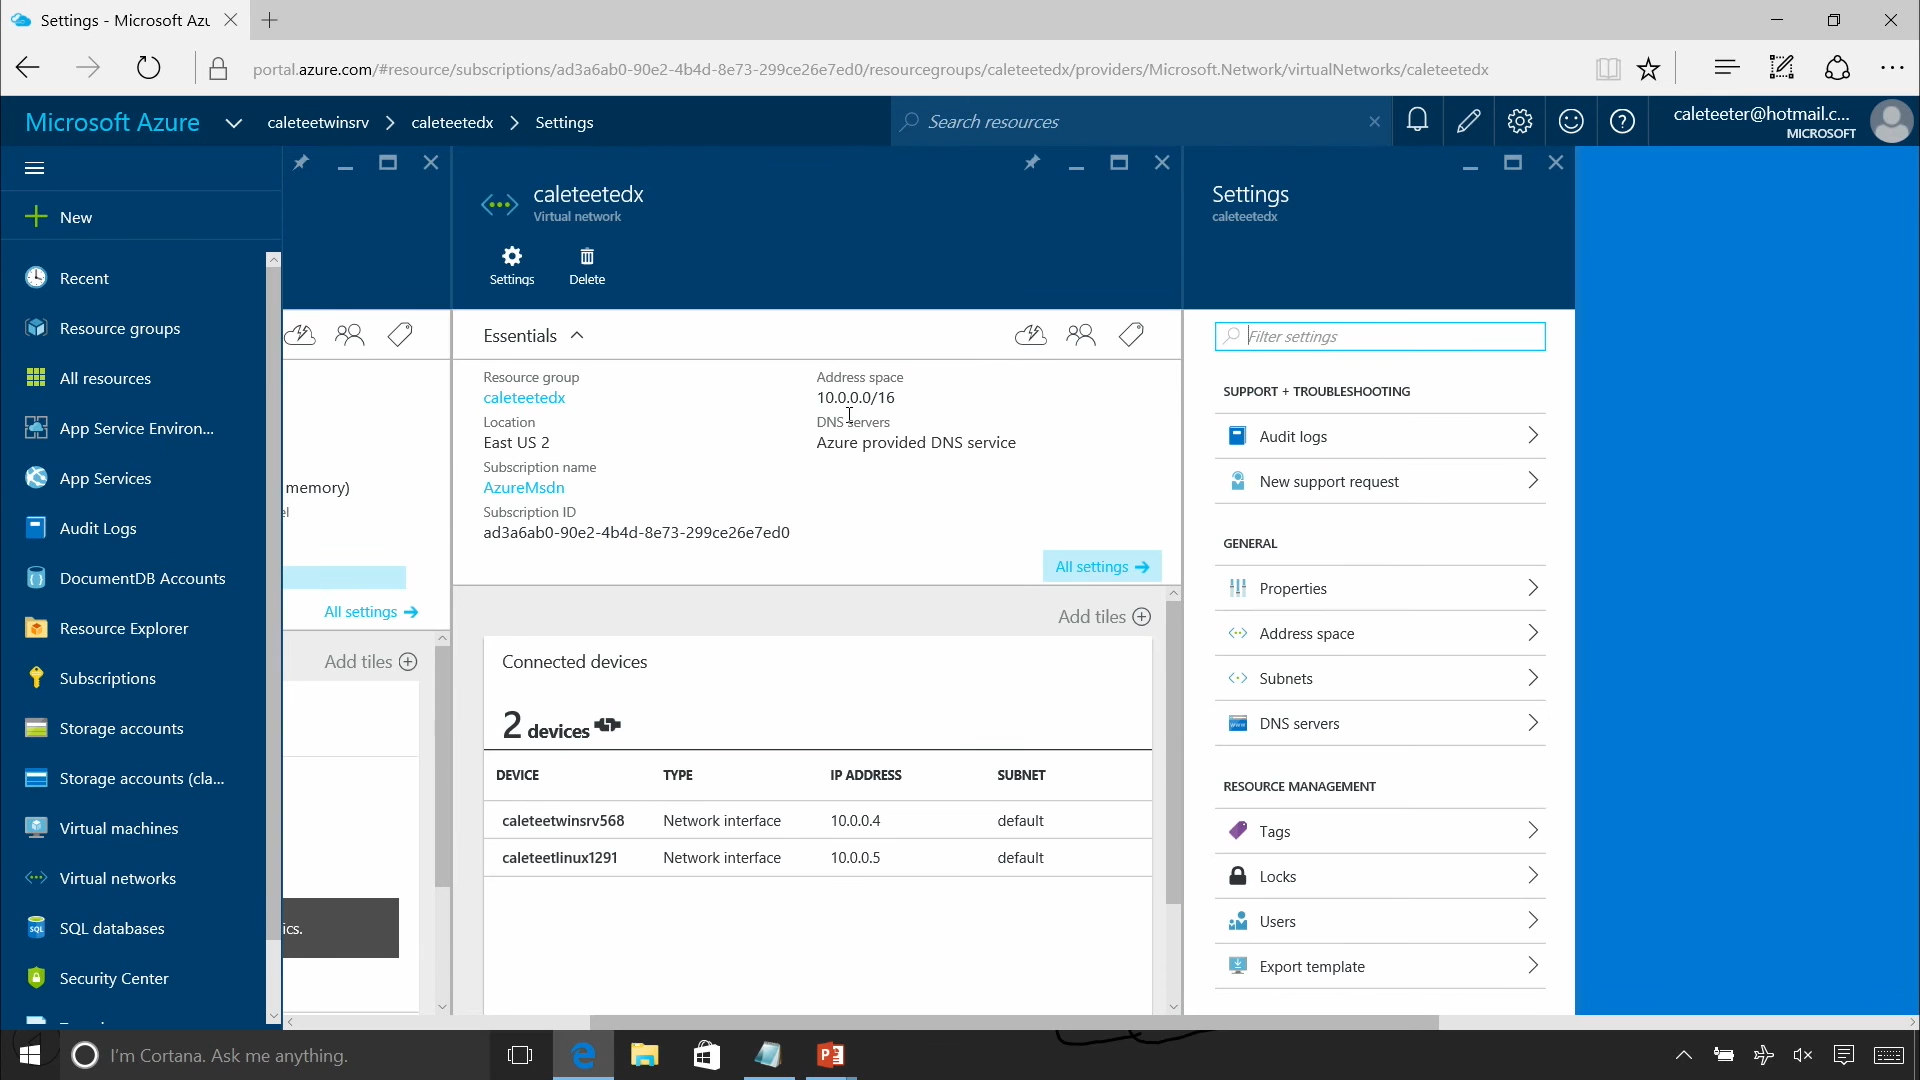 Settings - Microsoft Azu
portal.azure.com/#resource/subscriptions/ad3a6ab0-90e2-4b4d-8e73-299ce26e7ed0/resourcegroups/caleteetedx/providers/Microsoft.Network/virtualNetworks/caleteetedx
Microsoft Azure
caleteetwinsrv
caleteetedx
Settings
Search resources
caleteeter@hotmail.c...
MICROSOFT
New
Recent
Resource groups
All resources
App Service Environ...
App Services
Audit Logs
DocumentDB Accounts
Resource Explorer
Subscriptions
Storage accounts
Storage accounts (cla...
Virtual machines
Virtual networks
SQL databases
Security Center
memory)
el
All settings
Add tiles
ics.
caleteetedx
Virtual network
Settings
Delete
Essentials
Resource group
caleteetedx
Location
East US 2
Subscription name
AzureMsdn
Subscription ID
ad3a6ab0-90e2-4b4d-8e73-299ce26e7ed0
Address space
10.0.0.0/16
DNS servers
Azure provided DNS service
All settings
Add tiles
Connected devices
2 devices
DEVICE TYPE IP ADDRESS SUBNET
caleteetwinsrv568 Network interface 10.0.0.4 default
caleteetlinux1291 Network interface 10.0.0.5 default
Settings
caleteetedx
Filter settings
SUPPORT + TROUBLESHOOTING
Audit logs
New support request
GENERAL
Properties
Address space
Subnets
DNS servers
RESOURCE MANAGEMENT
Tags
Locks
Users
Export template
I'm Cortana. Ask me anything.